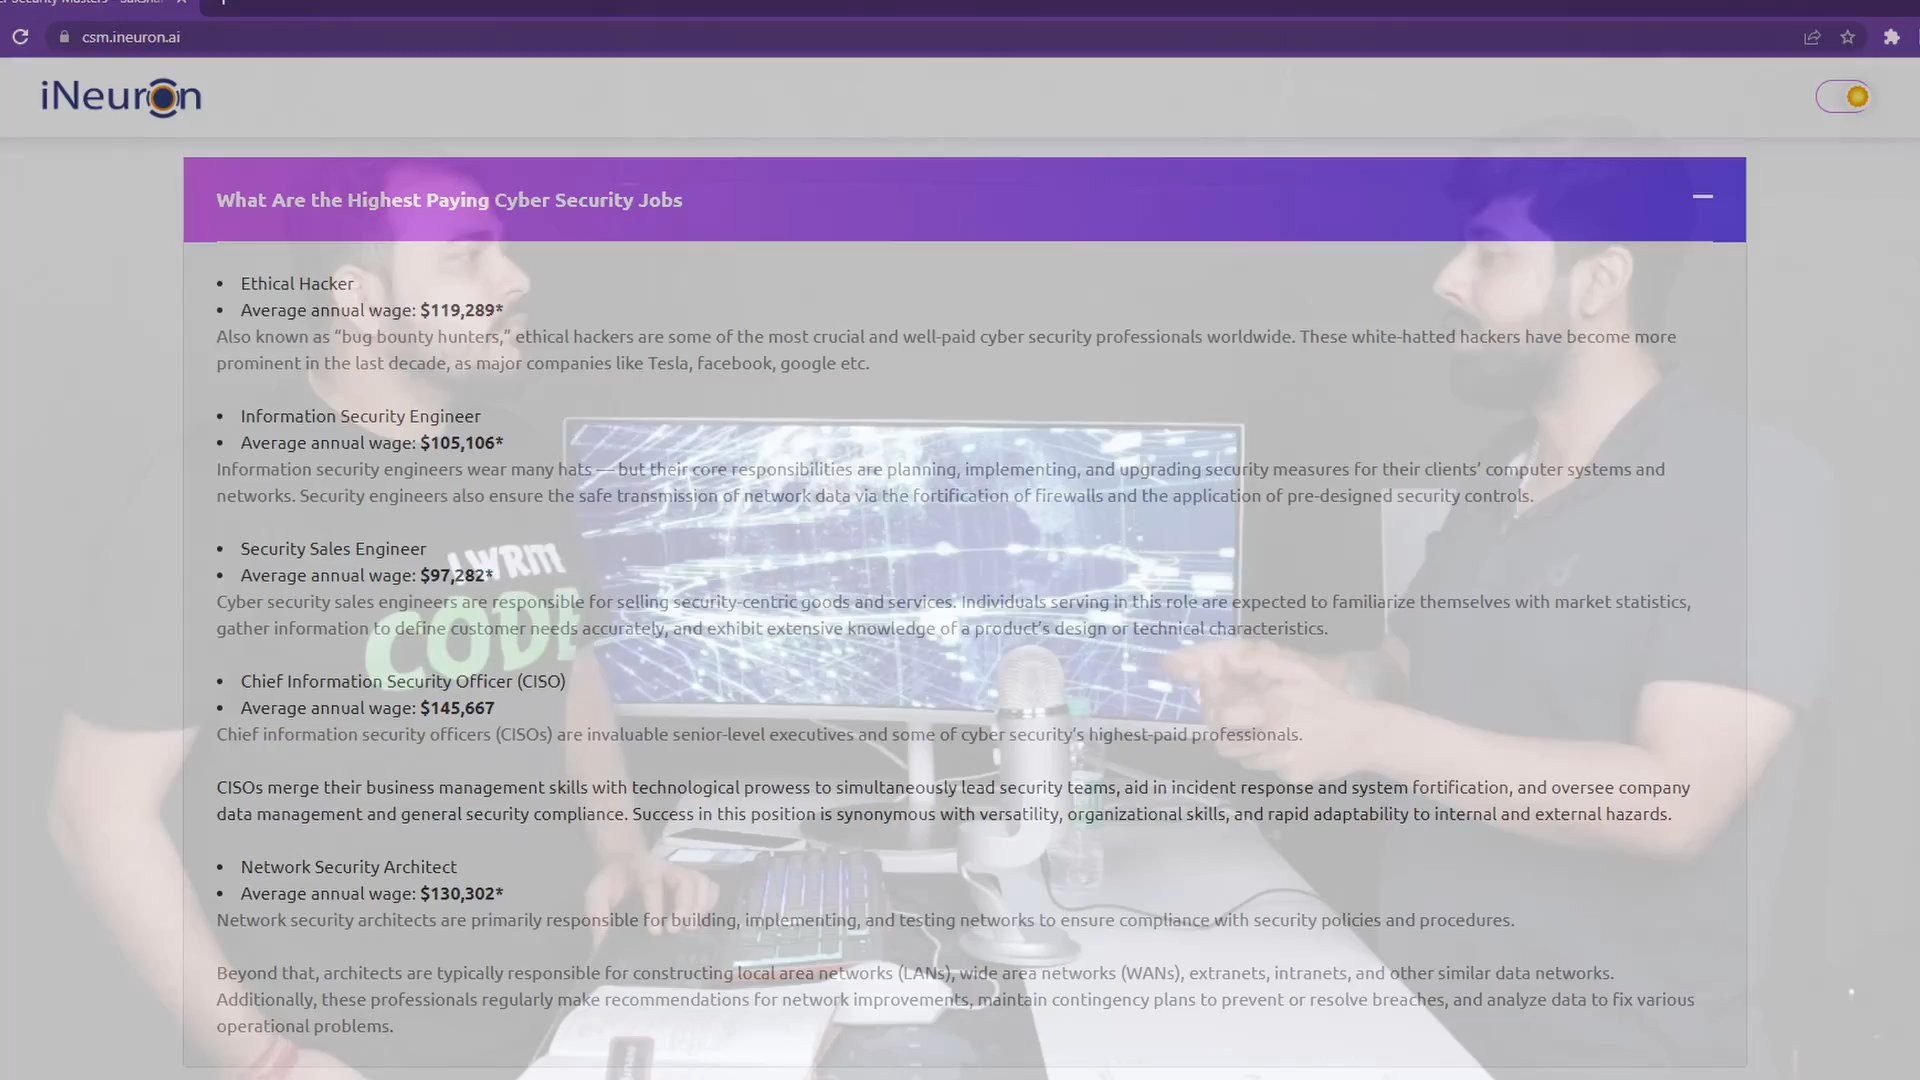 csm.ineuron.ai
iNeuron
What Are the Highest Paying Cyber Security Jobs
• Ethical Hacker
• Average annual wage: $119,289*
Also known as “bug bounty hunters,” ethical hackers are some of the most crucial and well-paid cyber security professionals worldwide. These white-hatted hackers have become more
prominent in the last decade, as major companies like Tesla, facebook, google etc.
• Information Security Engineer
• Average annual wage: $105,106*
Information security engineers wear many hats — but their core responsibilities are planning, implementing, and upgrading security measures for their clients’ computer systems and
networks. Security engineers also ensure the safe transmission of network data via the fortification of firewalls and the application of pre-designed security controls.
• Security Sales Engineer
• Average annual wage: $97,282*
Cyber security sales engineers are responsible for selling security-centric goods and services. Individuals serving in this role are expected to familiarize themselves with market statistics,
gather information to define customer needs accurately, and exhibit extensive knowledge of a product’s design or technical characteristics.
• Chief Information Security Officer (CISO)
• Average annual wage: $145,667
Chief information security officers (CISOs) are invaluable senior-level executives and some of cyber security’s highest-paid professionals.
CISOs merge their business management skills with technological prowess to simultaneously lead security teams, aid in incident response and system fortification, and oversee company
data management and general security compliance. Success in this position is synonymous with versatility, organizational skills, and rapid adaptability to internal and external hazards.
• Network Security Architect
• Average annual wage: $130,302*
Network security architects are primarily responsible for building, implementing, and testing networks to ensure compliance with security policies and procedures.
Beyond that, architects are typically responsible for constructing local area networks (LANs), wide area networks (WANs), extranets, intranets, and other similar data networks.
Additionally, these professionals regularly make recommendations for network improvements, maintain contingency plans to prevent or resolve breaches, and analyze data to fix various
operational problems.